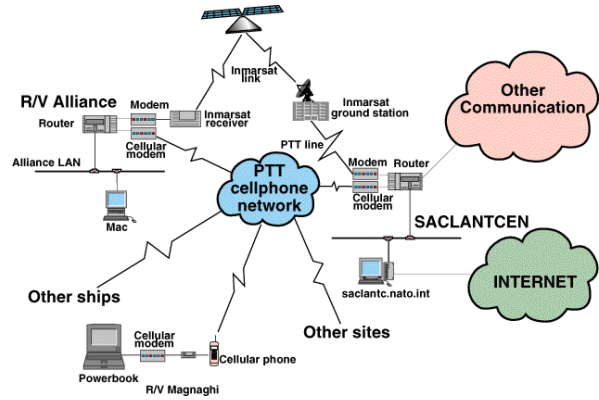 Inmarsat
link
R/V Alliance
Modem
Inmarsat
receiver
Router
Cellular
modem
Inmarsat
ground station
Other
Communication
PTT line
Alliance LAN
PTT
cellphone
network
Modem
Router
Cellular
modem
Mac
SACLANTCEN
saclantc.nato.int
INTERNET
Other ships
Other sites
Cellular
modem
Cellular phone
Powerbook
R/V Magnaghi